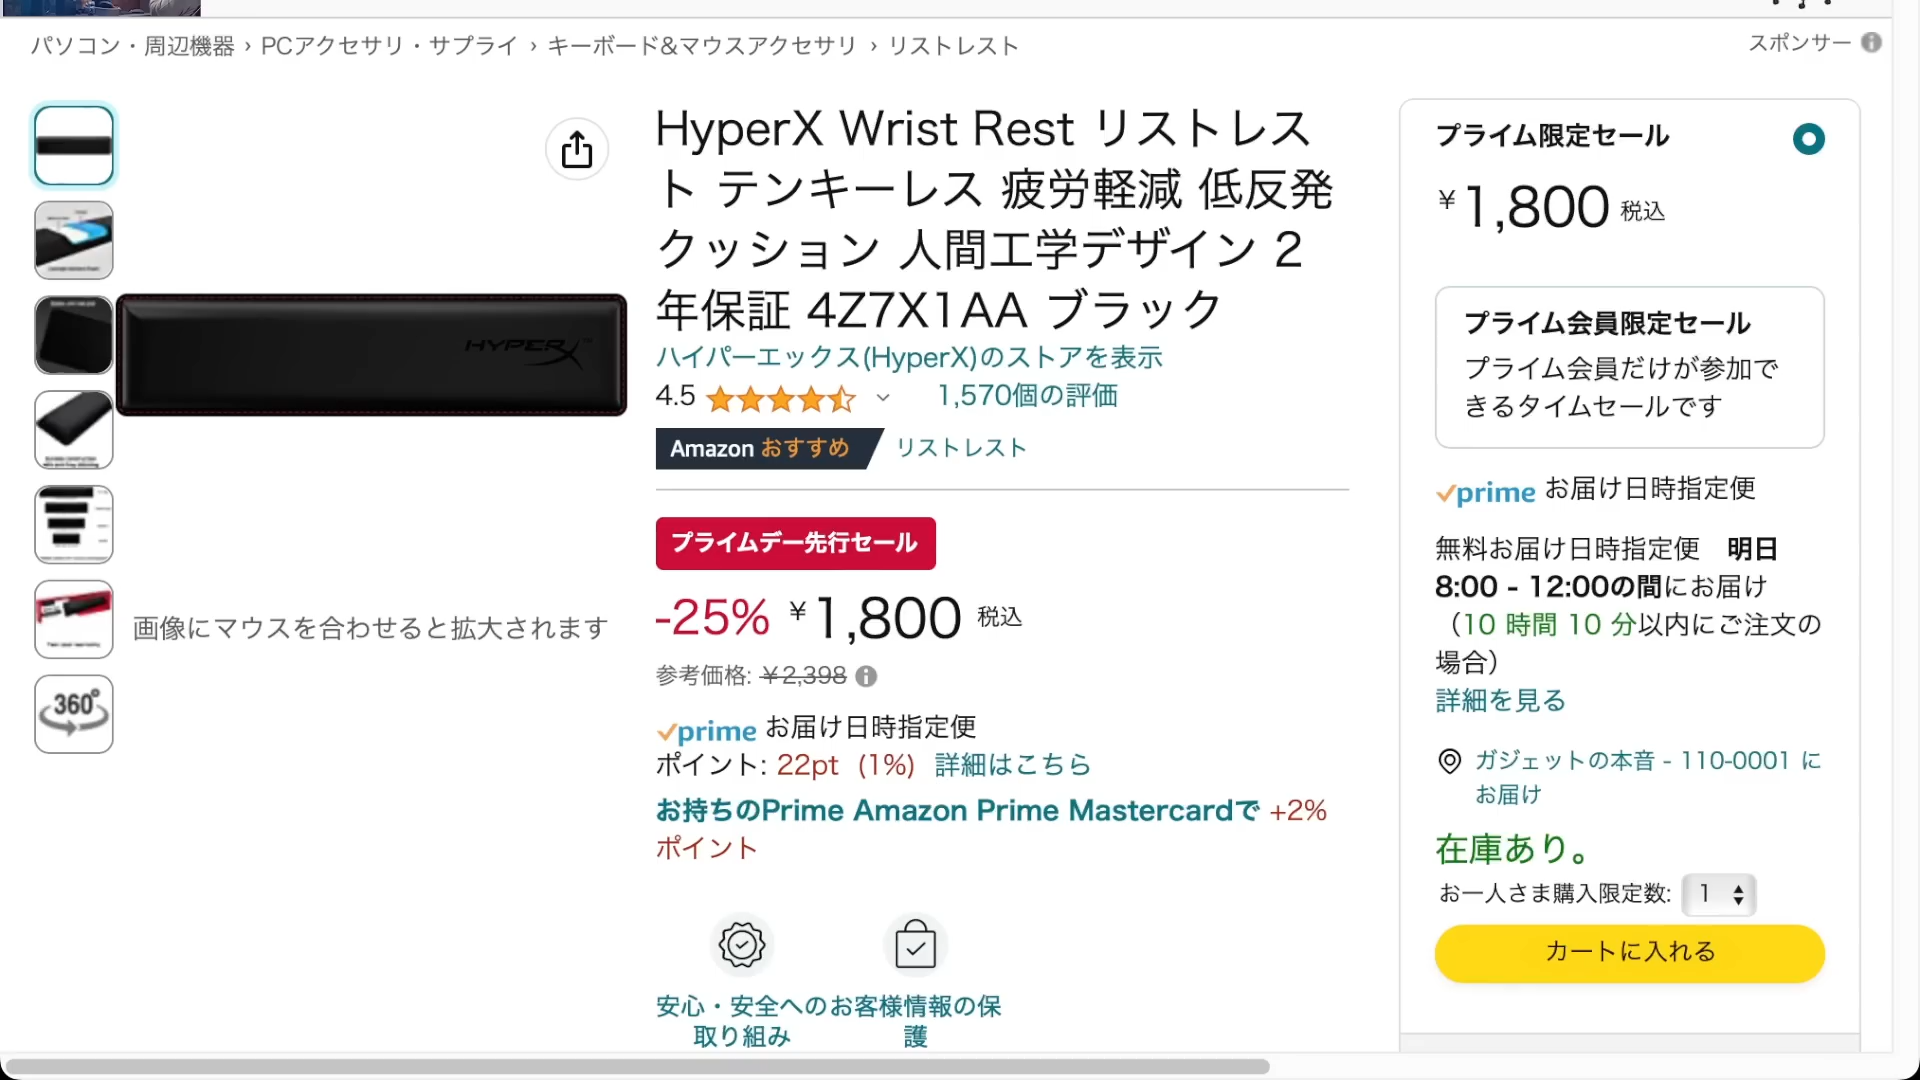 パソコン・周辺機器 › PCアクセサリ・サプライ › キーボード&マウスアクセサリ › リストレスト
スポンサー
360°
HYPERX
画像にマウスを合わせると拡大されます
HyperX Wrist Rest リストレス
ト テンキーレス 疲労軽減 低反発
クッション 人間工学デザイン 2
年保証 4Z7X1AA ブラック
ハイパーエックス(HyperX)のストアを表示
4.5 1,570個の評価
Amazon おすすめ リストレスト
プライムデー先行セール
-25% ¥1,800 税込
参考価格: ¥2,398
prime お届け日時指定便
ポイント: 22pt (1%) 詳細はこちら
お持ちのPrime Amazon Prime Mastercardで +2%
ポイント
安心・安全への
取り組み
お客様情報の保
護
プライム限定セール
¥1,800 税込
プライム会員限定セール
プライム会員だけが参加で
きるタイムセールです
prime お届け日時指定便
無料お届け日時指定便 明日
8:00 - 12:00の間にお届け
（10 時間 10 分以内にご注文の
場合）
詳細を見る
ガジェットの本音 - 110-0001 に
お届け
在庫あり。
お一人さま購入限定数: 1
カートに入れる